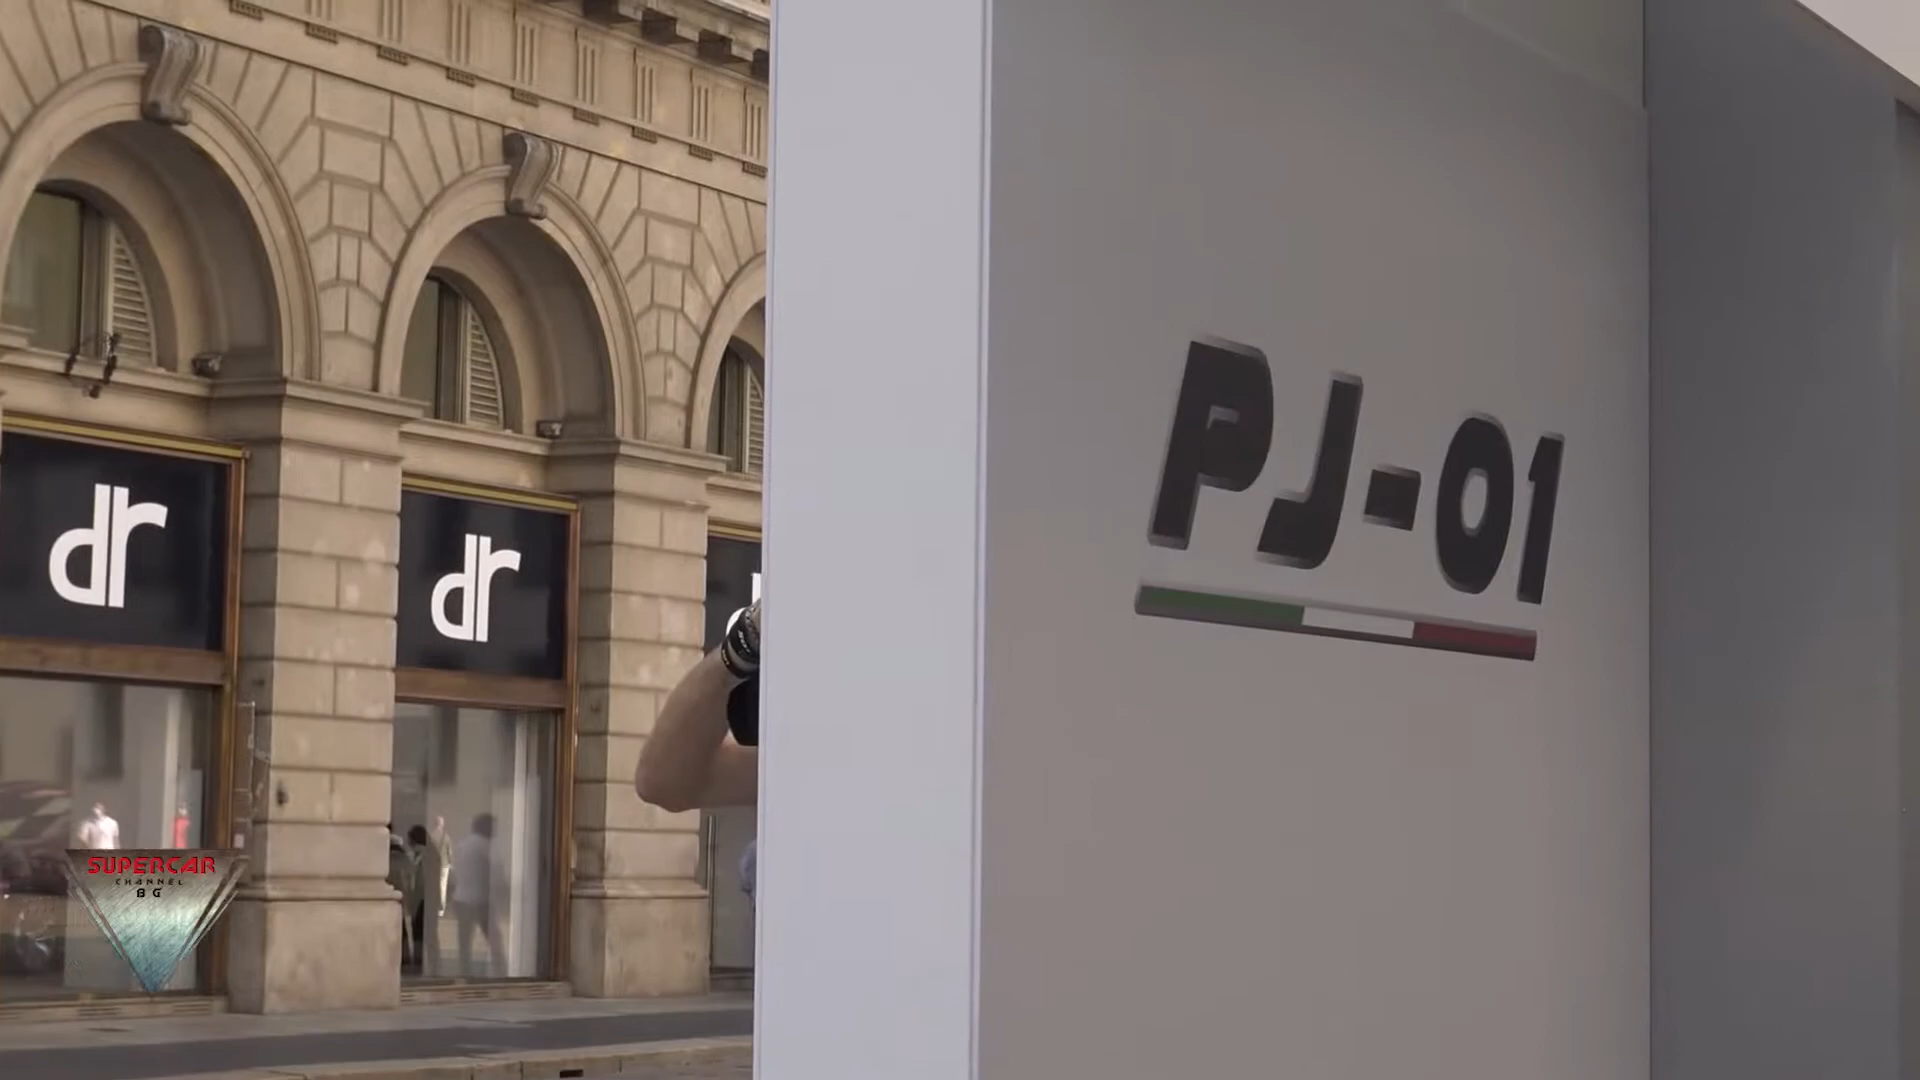 dr
dr
PJ-01
SUPERCAR
CHANNEL
BG